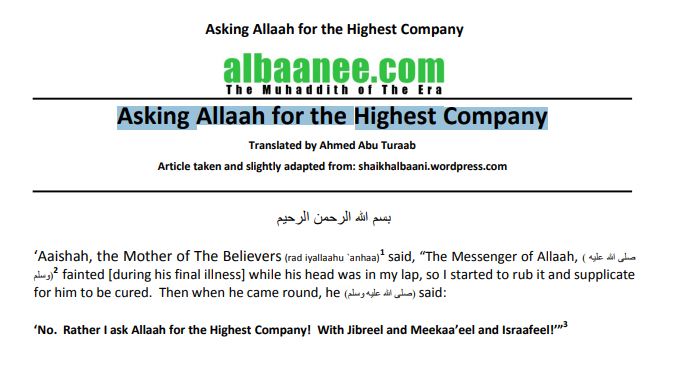 Asking Allaah for the Highest Company
albaanee.com
The Muhaddith of The Era
Asking Allaah for the Highest Company
Translated by Ahmed Abu Turaab
Article taken and slightly adapted from: shaikhalbaani.wordpress.com
بسم الله الرحمن الرحيم
‘Aaishah, the Mother of The Believers (rad iyallaahu `anhaa)1 said, “The Messenger of Allaah, (صلى الله عليه
وسلم)2 fainted [during his final illness] while his head was in my lap, so I started to rub it and supplicate
for him to be cured.  Then when he came round, he (صلى الله عليه وسلم) said:
‘No.  Rather I ask Allaah for the Highest Company!  With Jibreel and Meekaa’eel and Israafeel!’”3